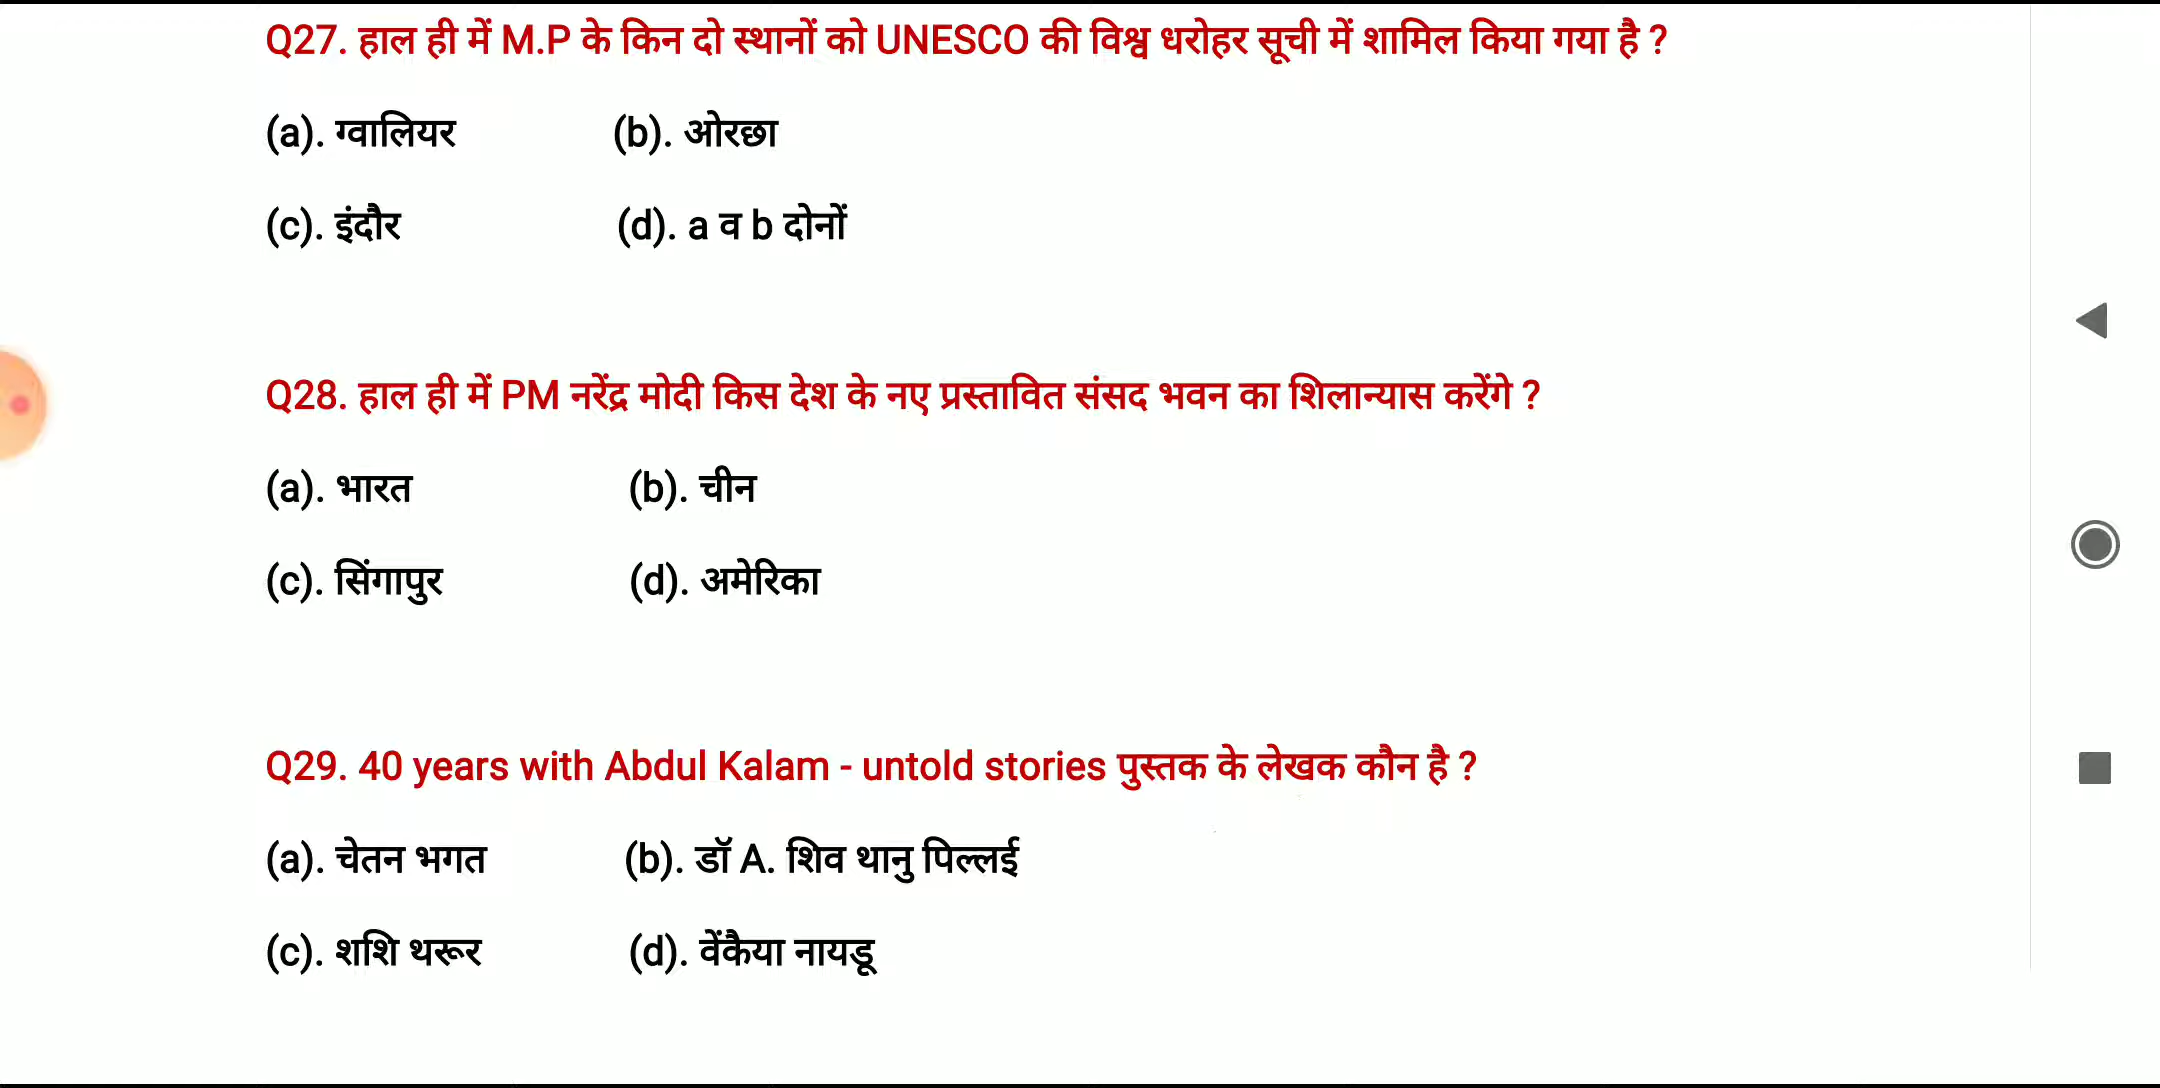 Q27. हाल ही में M.P के किन दो स्थानों को UNESCO की विश्व धरोहर सूची में शामिल किया गया है ?
(a). ग्वालियर (b). ओरछा
(c). इंदौर (d). a व b दोनों
Q28. हाल ही में PM नरेंद्र मोदी किस देश के नए प्रस्तावित संसद भवन का शिलान्यास करेंगे ?
(a). भारत (b). चीन
(c). सिंगापुर (d). अमेरिका
Q29. 40 years with Abdul Kalam - untold stories पुस्तक के लेखक कौन है ?
(a). चेतन भगत (b). डॉ A. शिव थानु पिल्लई
(c). शशि थरूर (d). वेंकैया नायडू